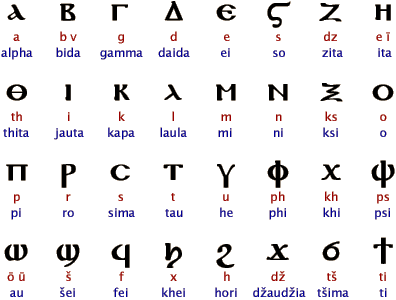 ⲁ ⲃ ⲅ ⲇ ⲉ ⲋ ⲍ ⲏ
a b v g d e s dz e ī
alpha bida gamma daida ei so zita ita
ⲑ ⲓ ⲕ ⲗ ⲙ ⲛ ⲝ ⲟ
th i k l m n ks o
thita jauta kapa laula mi ni ksi o
ⲡ ⲣ ⲥ ⲧ ⲩ ⲫ ⲭ ⲯ
p r s t u ph kh ps
pi ro sima tau he phi khi psi
ⲱ ϣ ϥ ϧ ϩ ϫ ϭ ϯ
ō ū š f x h dž tš ti
au šei fei khei hori džaudžia tšima ti